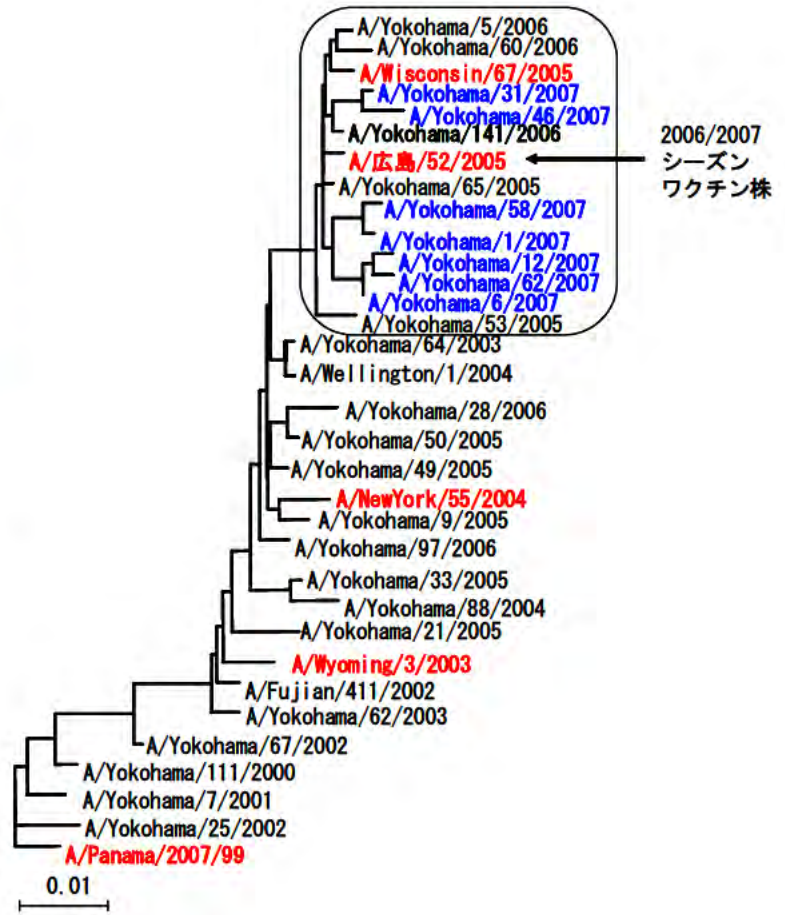 A/Yokohama/5/2006
A/Yokohama/60/2006
A/Wisconsin/67/2005
A/Yokohama/31/2007
A/Yokohama/46/2007
A/Yokohama/141/2006
A/広島/52/2005
A/Yokohama/65/2005
A/Yokohama/58/2007
A/Yokohama/1/2007
A/Yokohama/12/2007
A/Yokohama/62/2007
A/Yokohama/6/2007
A/Yokohama/53/2005
2006/2007
シーズン
ワクチン株
A/Yokohama/64/2003
A/Wellington/1/2004
A/Yokohama/28/2006
A/Yokohama/50/2005
A/Yokohama/49/2005
A/NewYork/55/2004
A/Yokohama/9/2005
A/Yokohama/97/2006
A/Yokohama/33/2005
A/Yokohama/88/2004
A/Yokohama/21/2005
A/Wyoming/3/2003
A/Fujian/411/2002
A/Yokohama/62/2003
A/Yokohama/67/2002
A/Yokohama/111/2000
A/Yokohama/7/2001
A/Yokohama/25/2002
A/Panama/2007/99
0.01